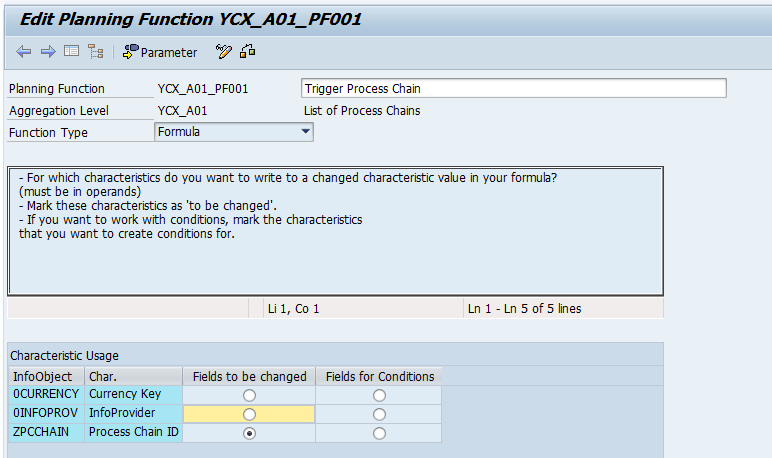 Edit Planning Function YCX_A01_PF001
Parameter
Planning Function YCX_A01_PF001 Trigger Process Chain
Aggregation Level YCX_A01 List of Process Chains
Function Type Formula
- For which characteristics do you want to write to a changed characteristic value in your formula?
(must be in operands)
- Mark these characteristics as 'to be changed'.
- If you want to work with conditions, mark the characteristics
that you want to create conditions for.
Li 1, Co 1 Ln 1 - Ln 5 of 5 lines
Characteristic Usage
InfoObject Char. Fields to be changed Fields for Conditions
0CURRENCY Currency Key
0INFOPROV InfoProvider
ZPCCHAIN Process Chain ID